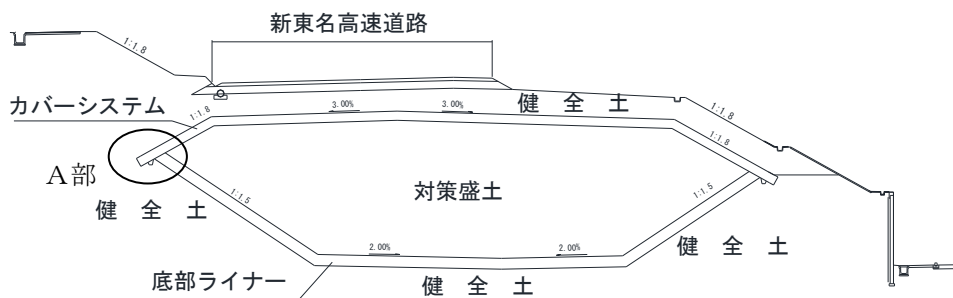 新東名高速道路
1:1.8
健全土
カバーシステム
1:1.8
3.00%
3.00%
1:1.8
1:1.8
A部
1:1.5
対策盛土
1:1.5
健全土
2.00%
2.00%
健全土
底部ライナー
健全土